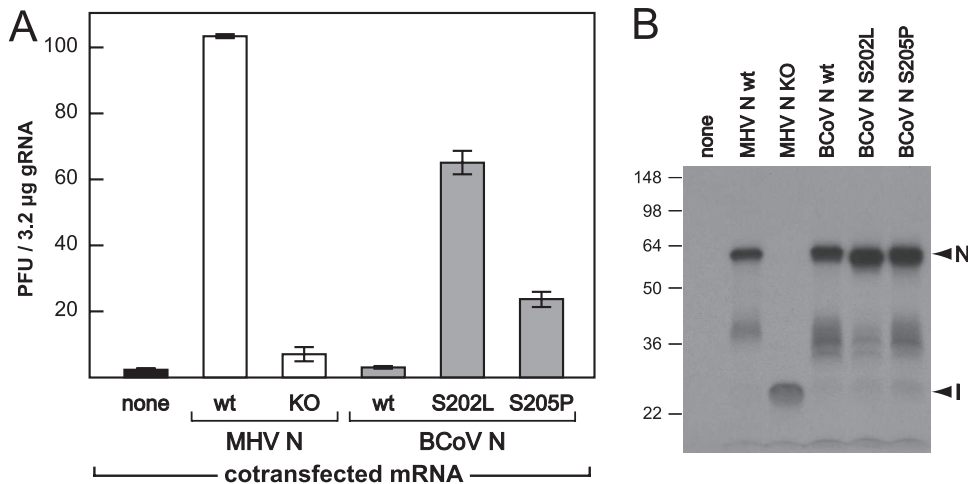 A
PFU / 3.2 µg gRNA
100
80
60
40
20
none
wt
KO
wt
S202L
S205P
MHV N
BCoV N
cotransfected mRNA
B
none
MHV N wt
MHV N KO
BCoV N wt
BCoV N S202L
BCoV N S205P
148
98
64
50
36
22
N
I